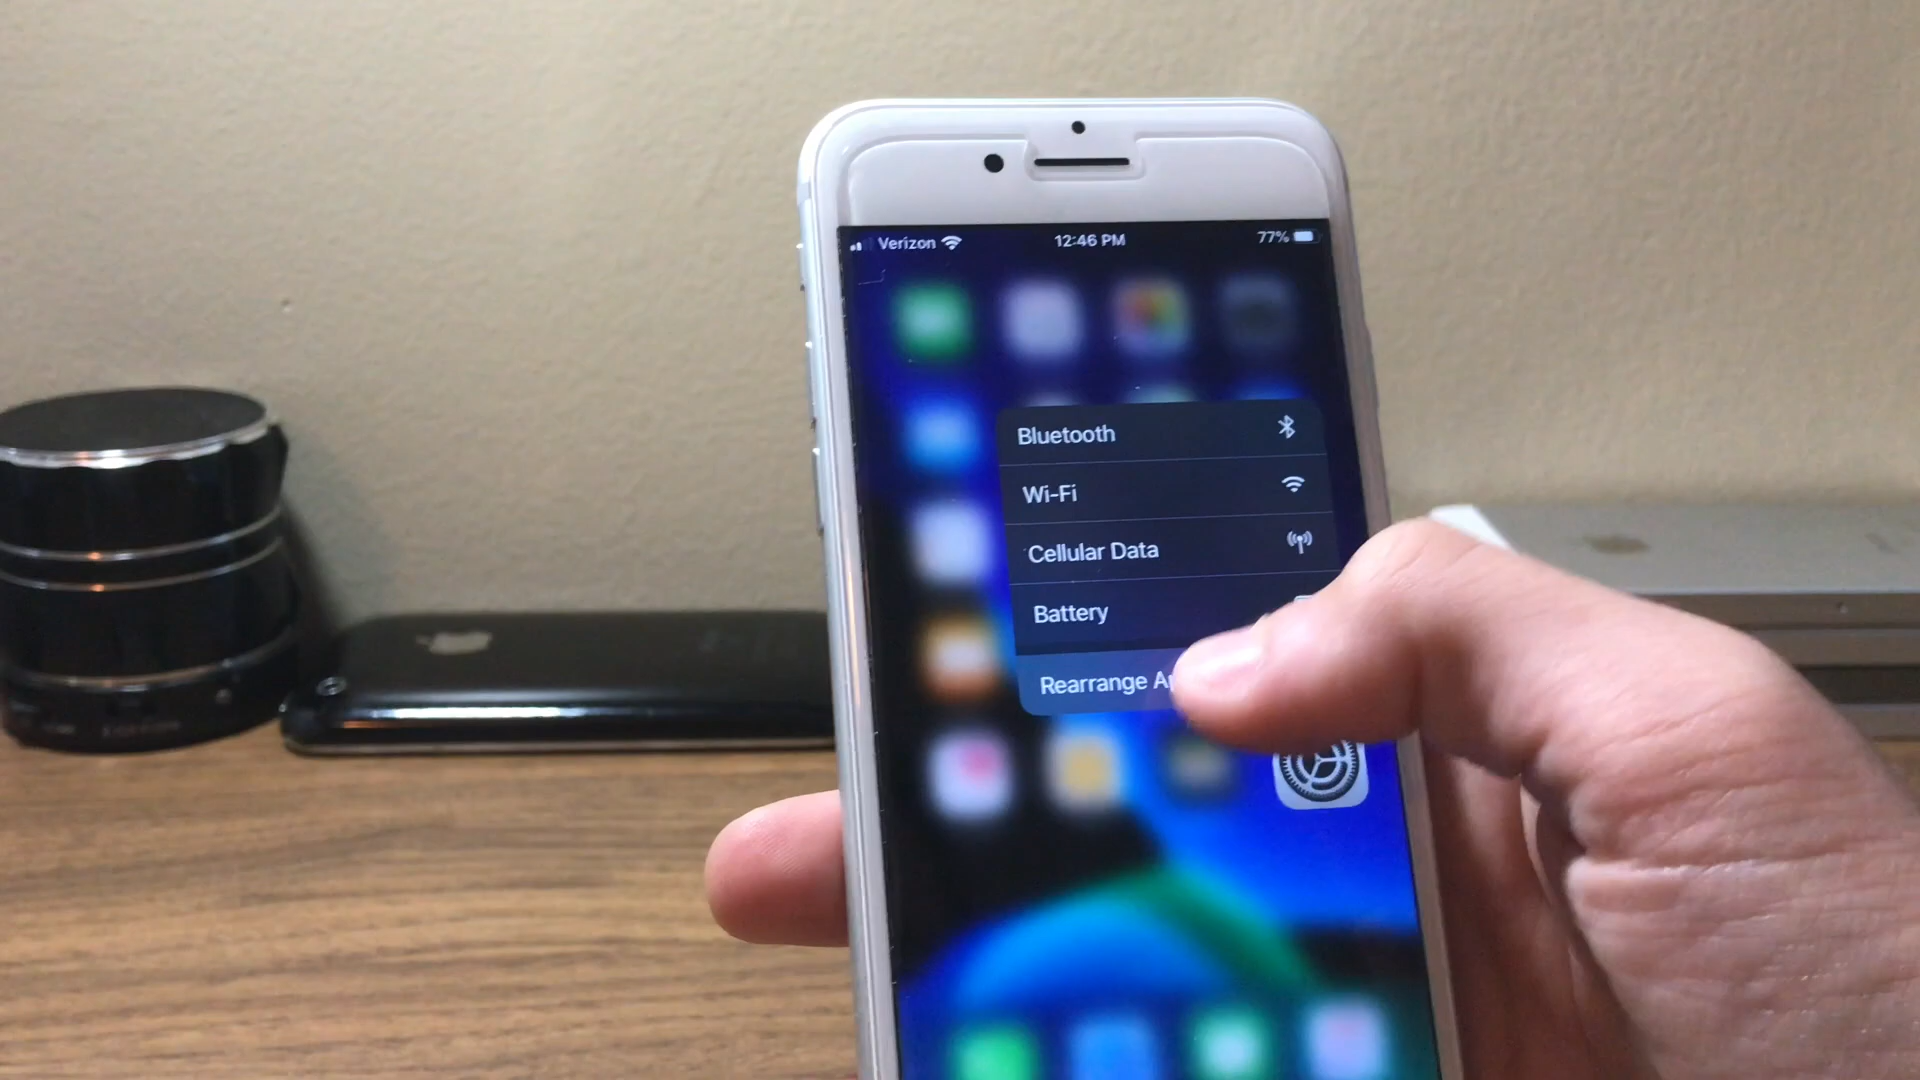 Verizon 12:46 PM 77%
Bluetooth
Wi-Fi
Cellular Data
Battery
Rearrange